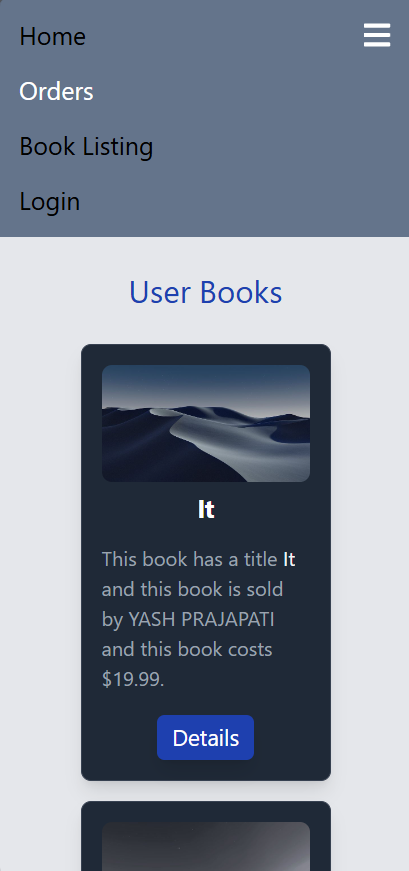 Home
Orders
Book Listing
Login
User Books
It
This book has a title It
and this book is sold
by YASH PRAJAPATI
and this book costs
$19.99.
Details